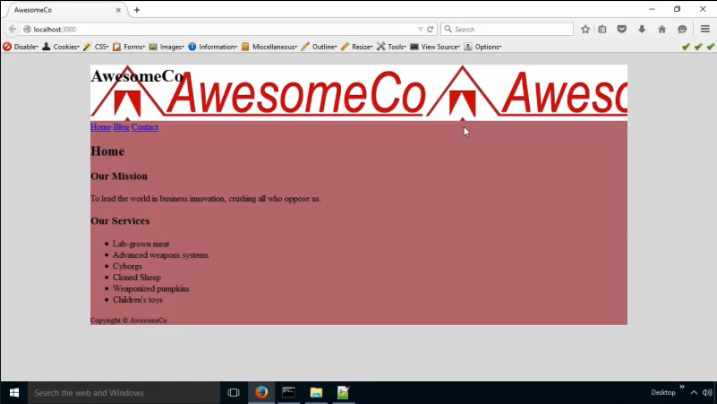 AwesomeCo
localhost:3000
Search
Disable Cookies CSS Forms Images Information Miscellaneous Outline Resize Tools View Source Options
AwesomeCo
AwesomeCo Awesc
Home Blog Contact
Home
Our Mission
To lead the world in business innovation, crushing all who oppose us.
Our Services
Lab-grown meat
Advanced weapons systems
Cyborgs
Cloned Sheep
Weaponized pumpkins
Children's toys
Copyright © AwesomeCo
Search the web and Windows
Desktop